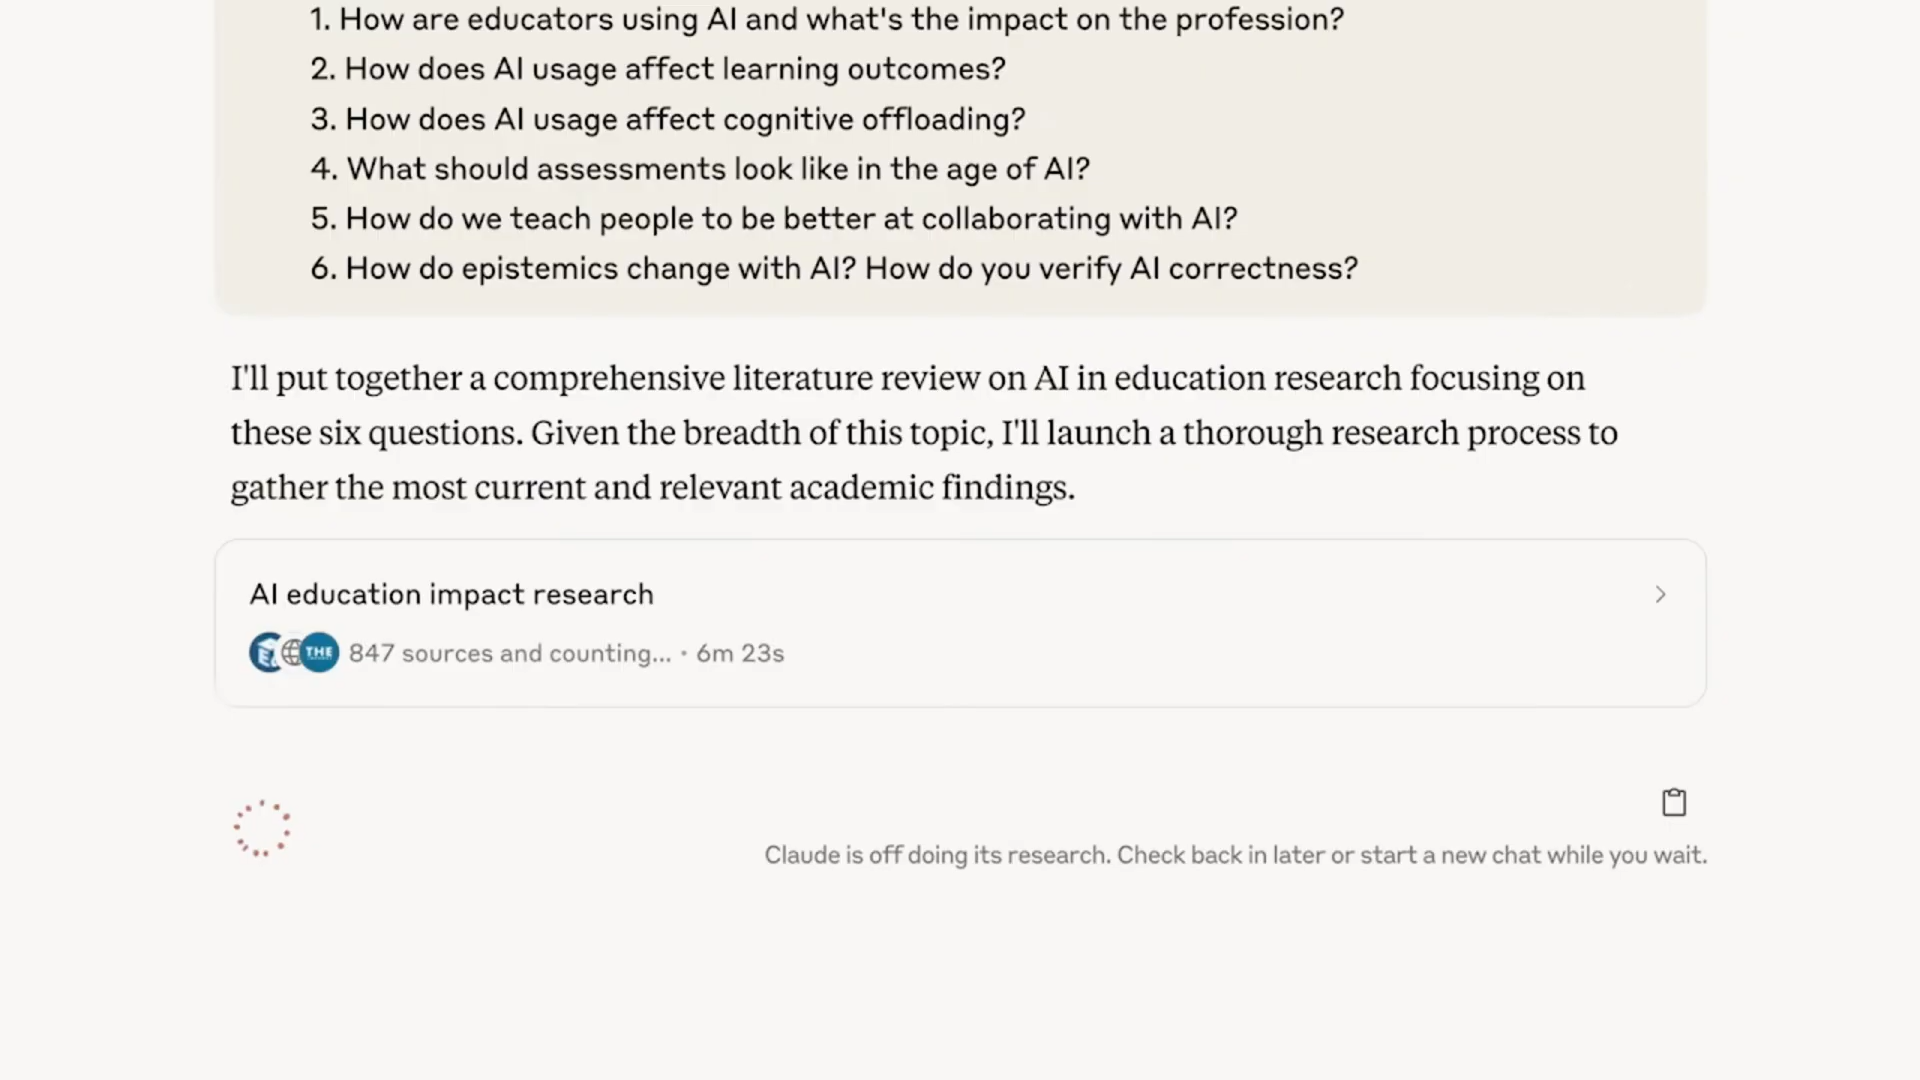 1. How are educators using AI and what's the impact on the profession?
2. How does AI usage affect learning outcomes?
3. How does AI usage affect cognitive offloading?
4. What should assessments look like in the age of AI?
5. How do we teach people to be better at collaborating with AI?
6. How do epistemics change with AI? How do you verify AI correctness?
I'll put together a comprehensive literature review on AI in education research focusing on
these six questions. Given the breadth of this topic, I'll launch a thorough research process to
gather the most current and relevant academic findings.
AI education impact research
THE
847 sources and counting... • 6m 23s
Claude is off doing its research. Check back in later or start a new chat while you wait.